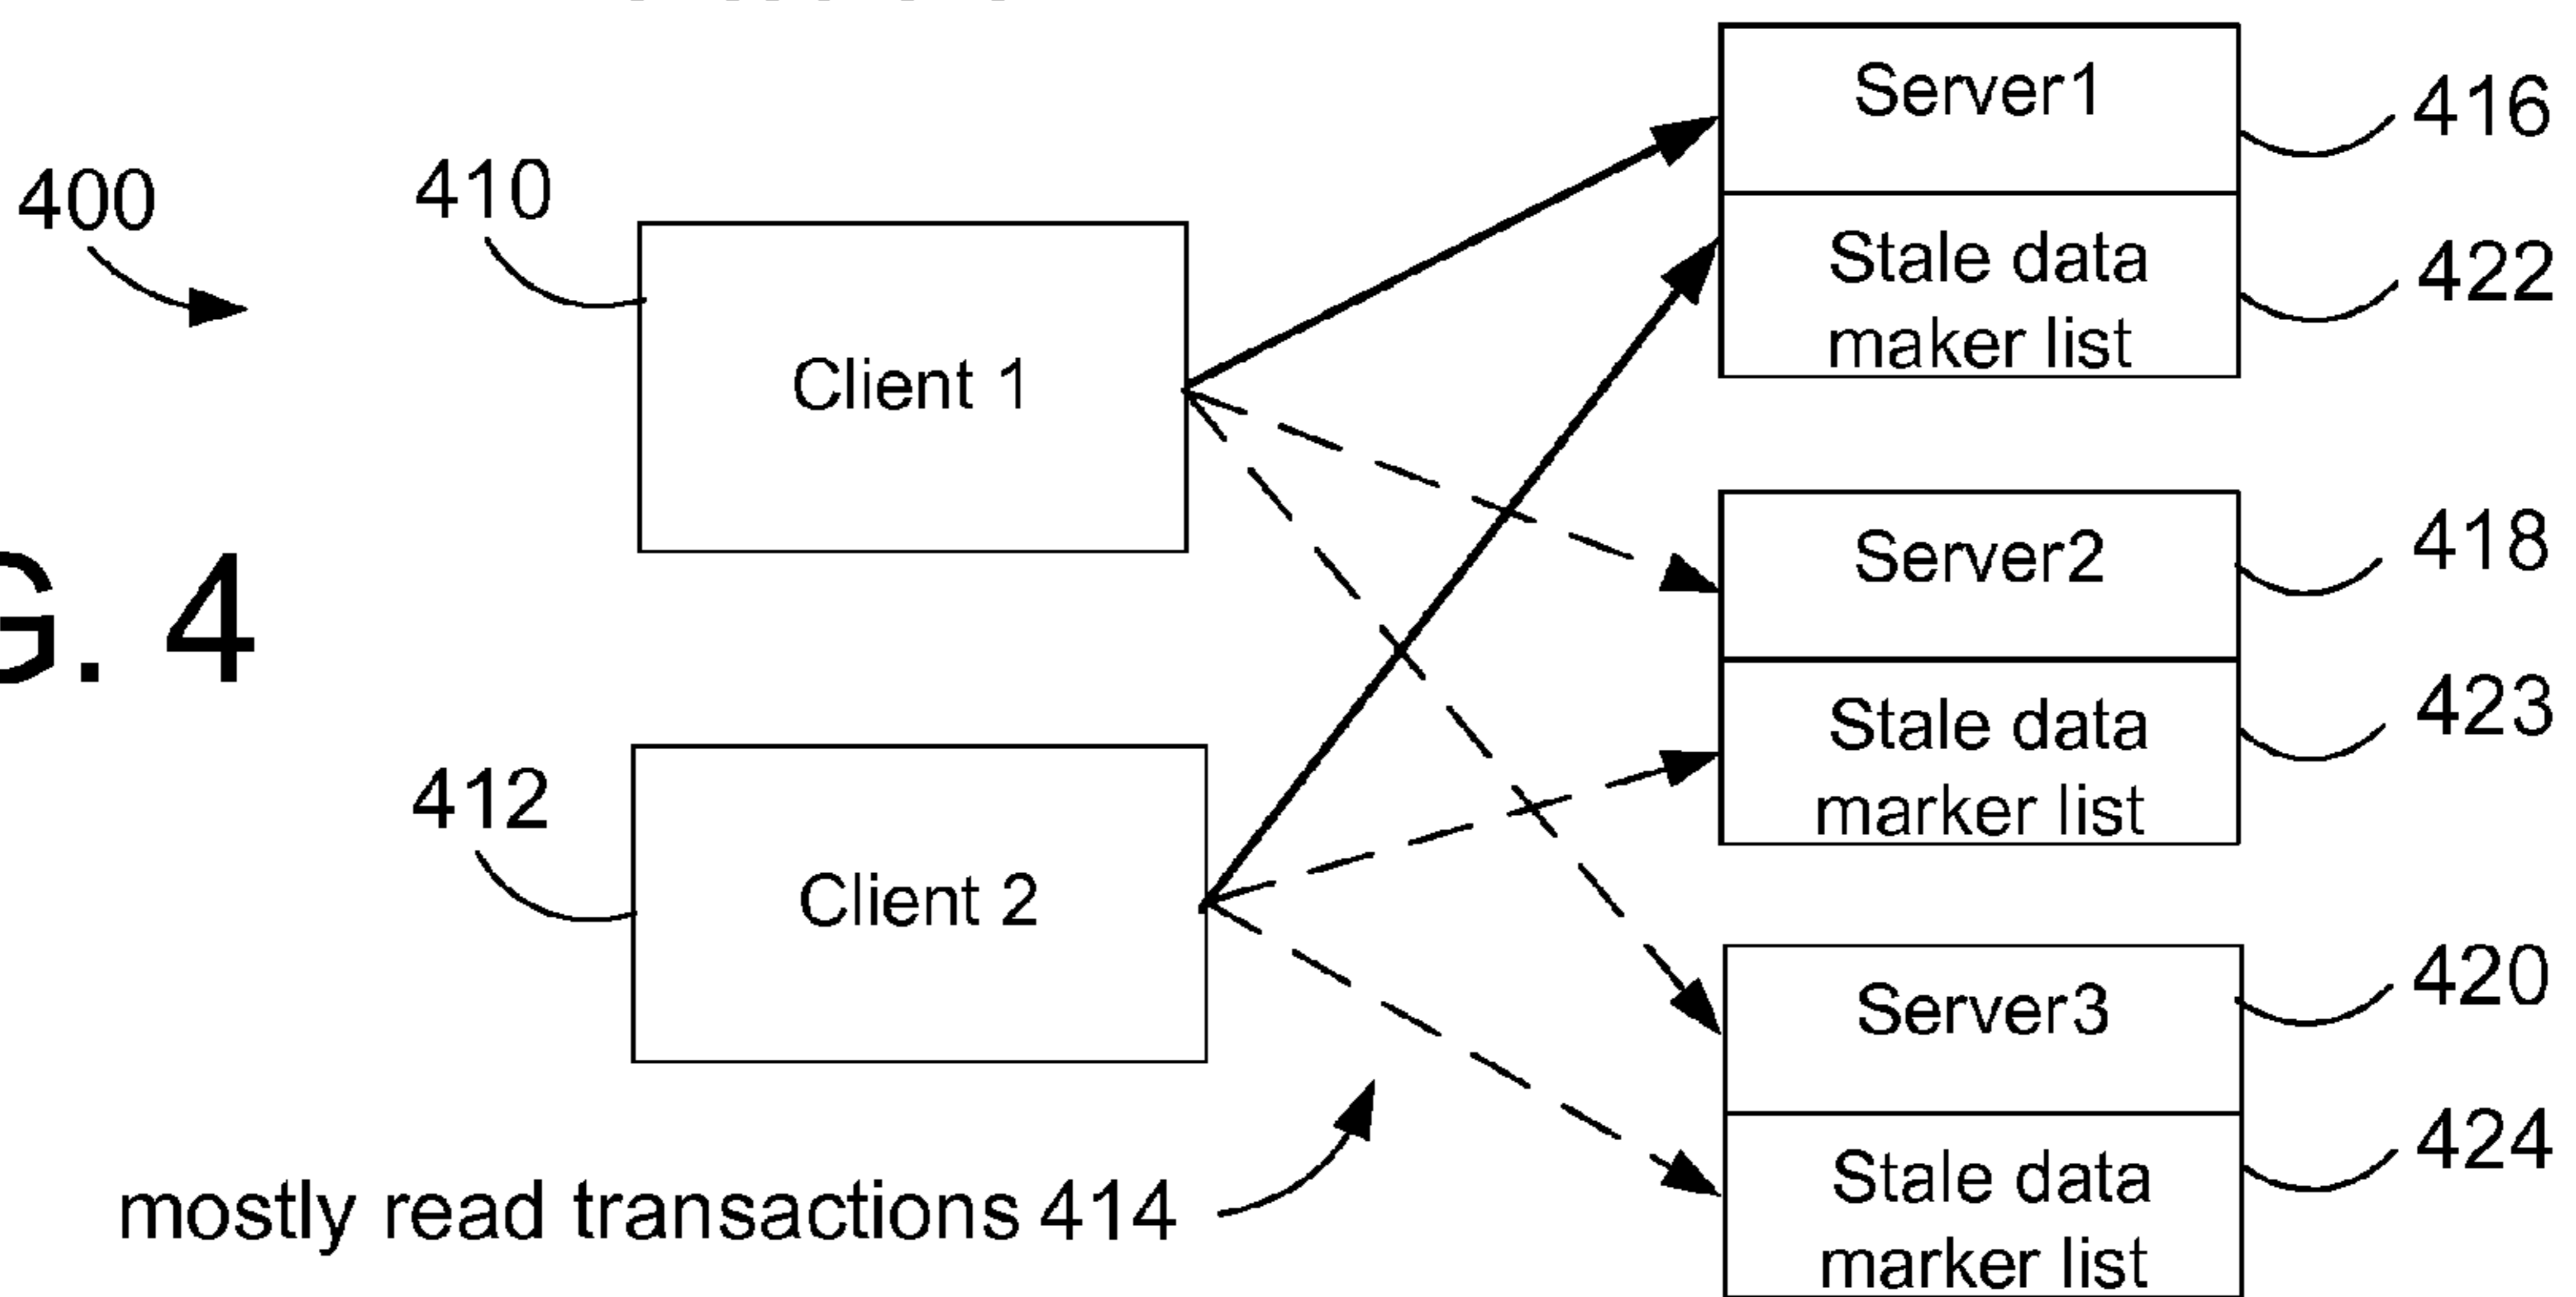 Server1
416
400
410
Stale data
maker list
422
Client 1
Server2
418
G. 4
Stale data
marker list
423
412
Client 2
Server3
420
Stale data
marker list
424
mostly read transactions 414